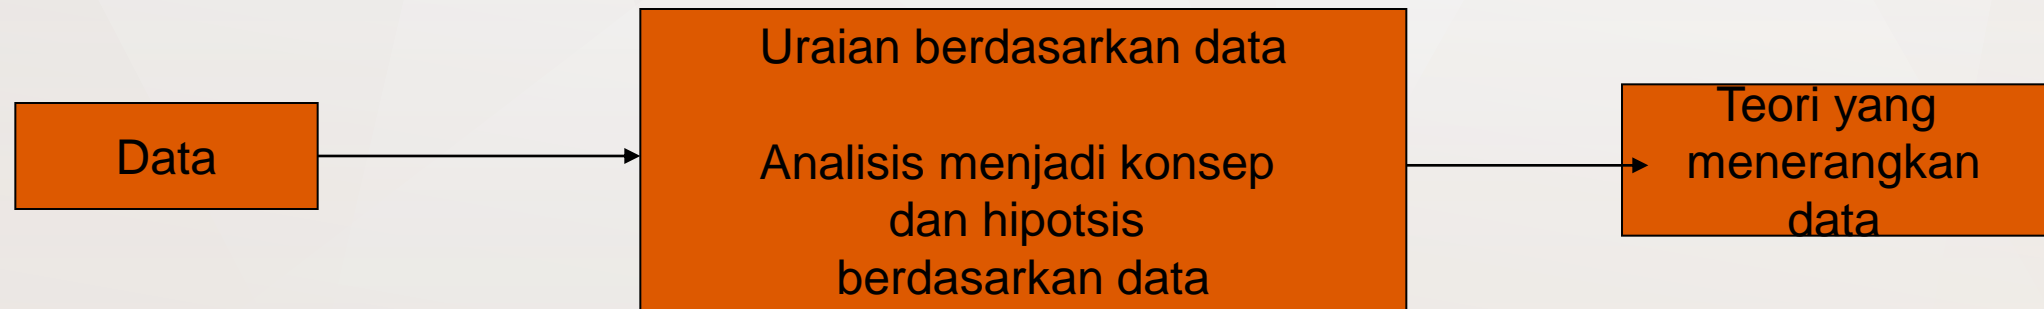 Data
Uraian berdasarkan data
Analisis menjadi konsep
dan hipotsis
berdasarkan data
Teori yang
menerangkan
data